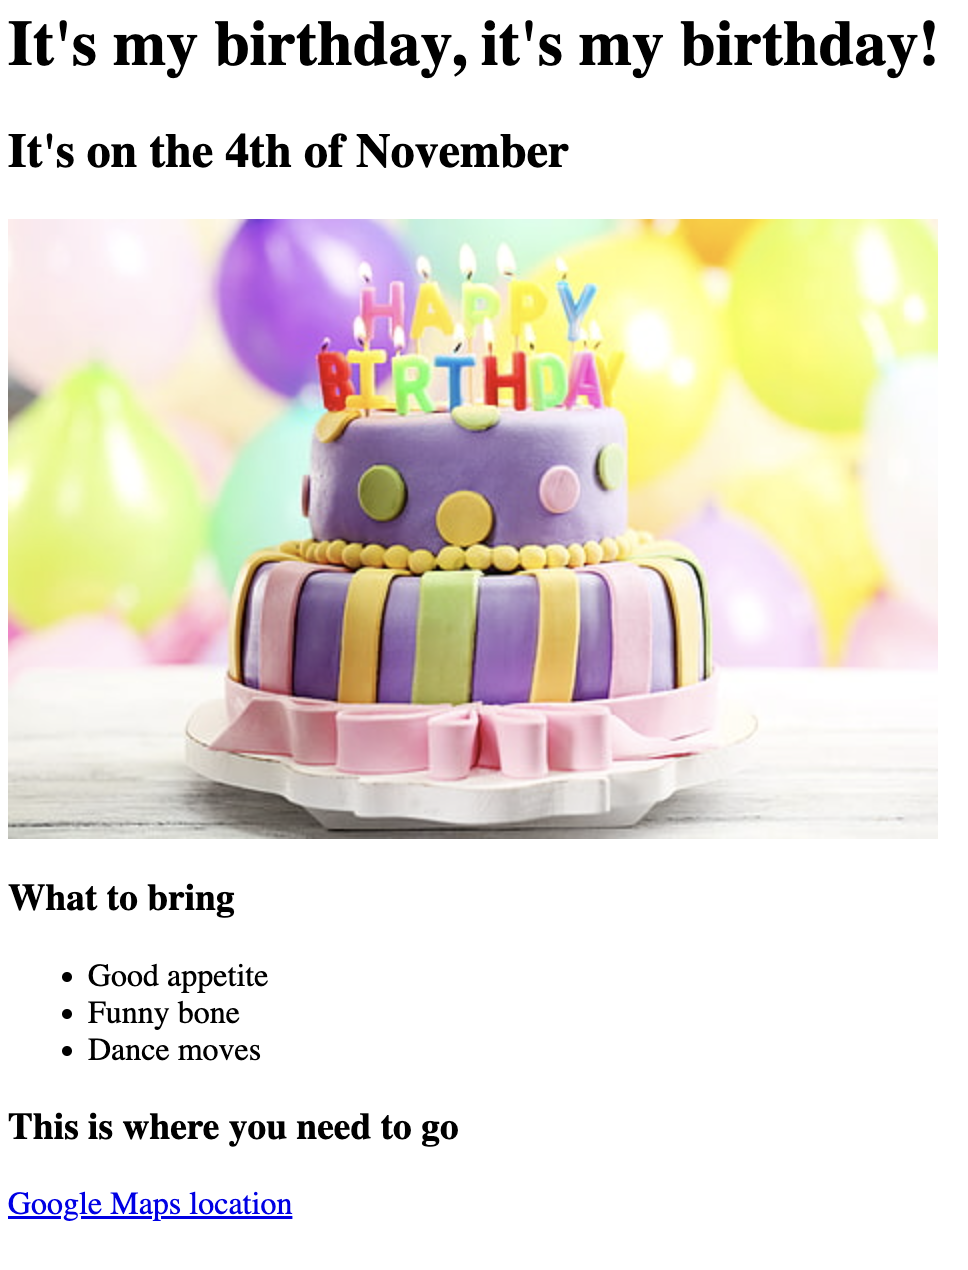 It's my birthday, it's my birthday!
It's on the 4th of November
HAPPY
BIRTHDAY
What to bring
Good appetite
Funny bone
Dance moves
This is where you need to go
Google Maps location